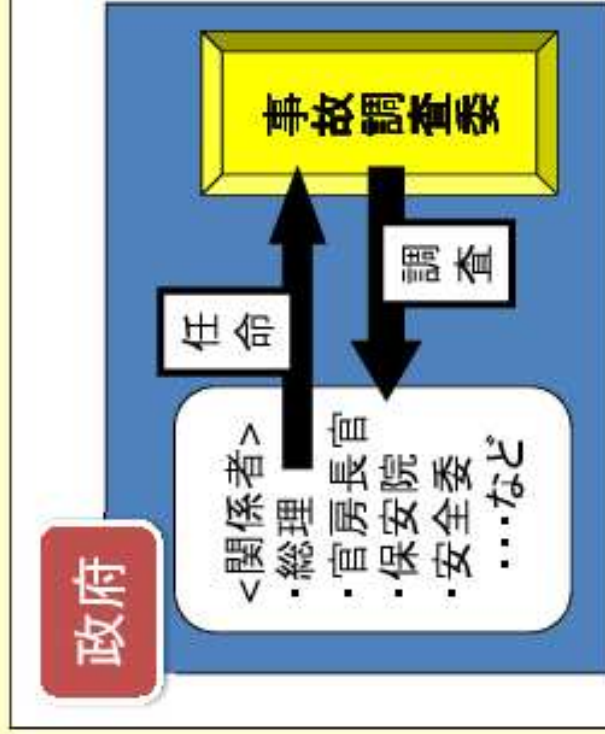 政府
<関係者>
・総理
・官房長官
・保安院
・安全委
…など
任命
調査
事故調査委